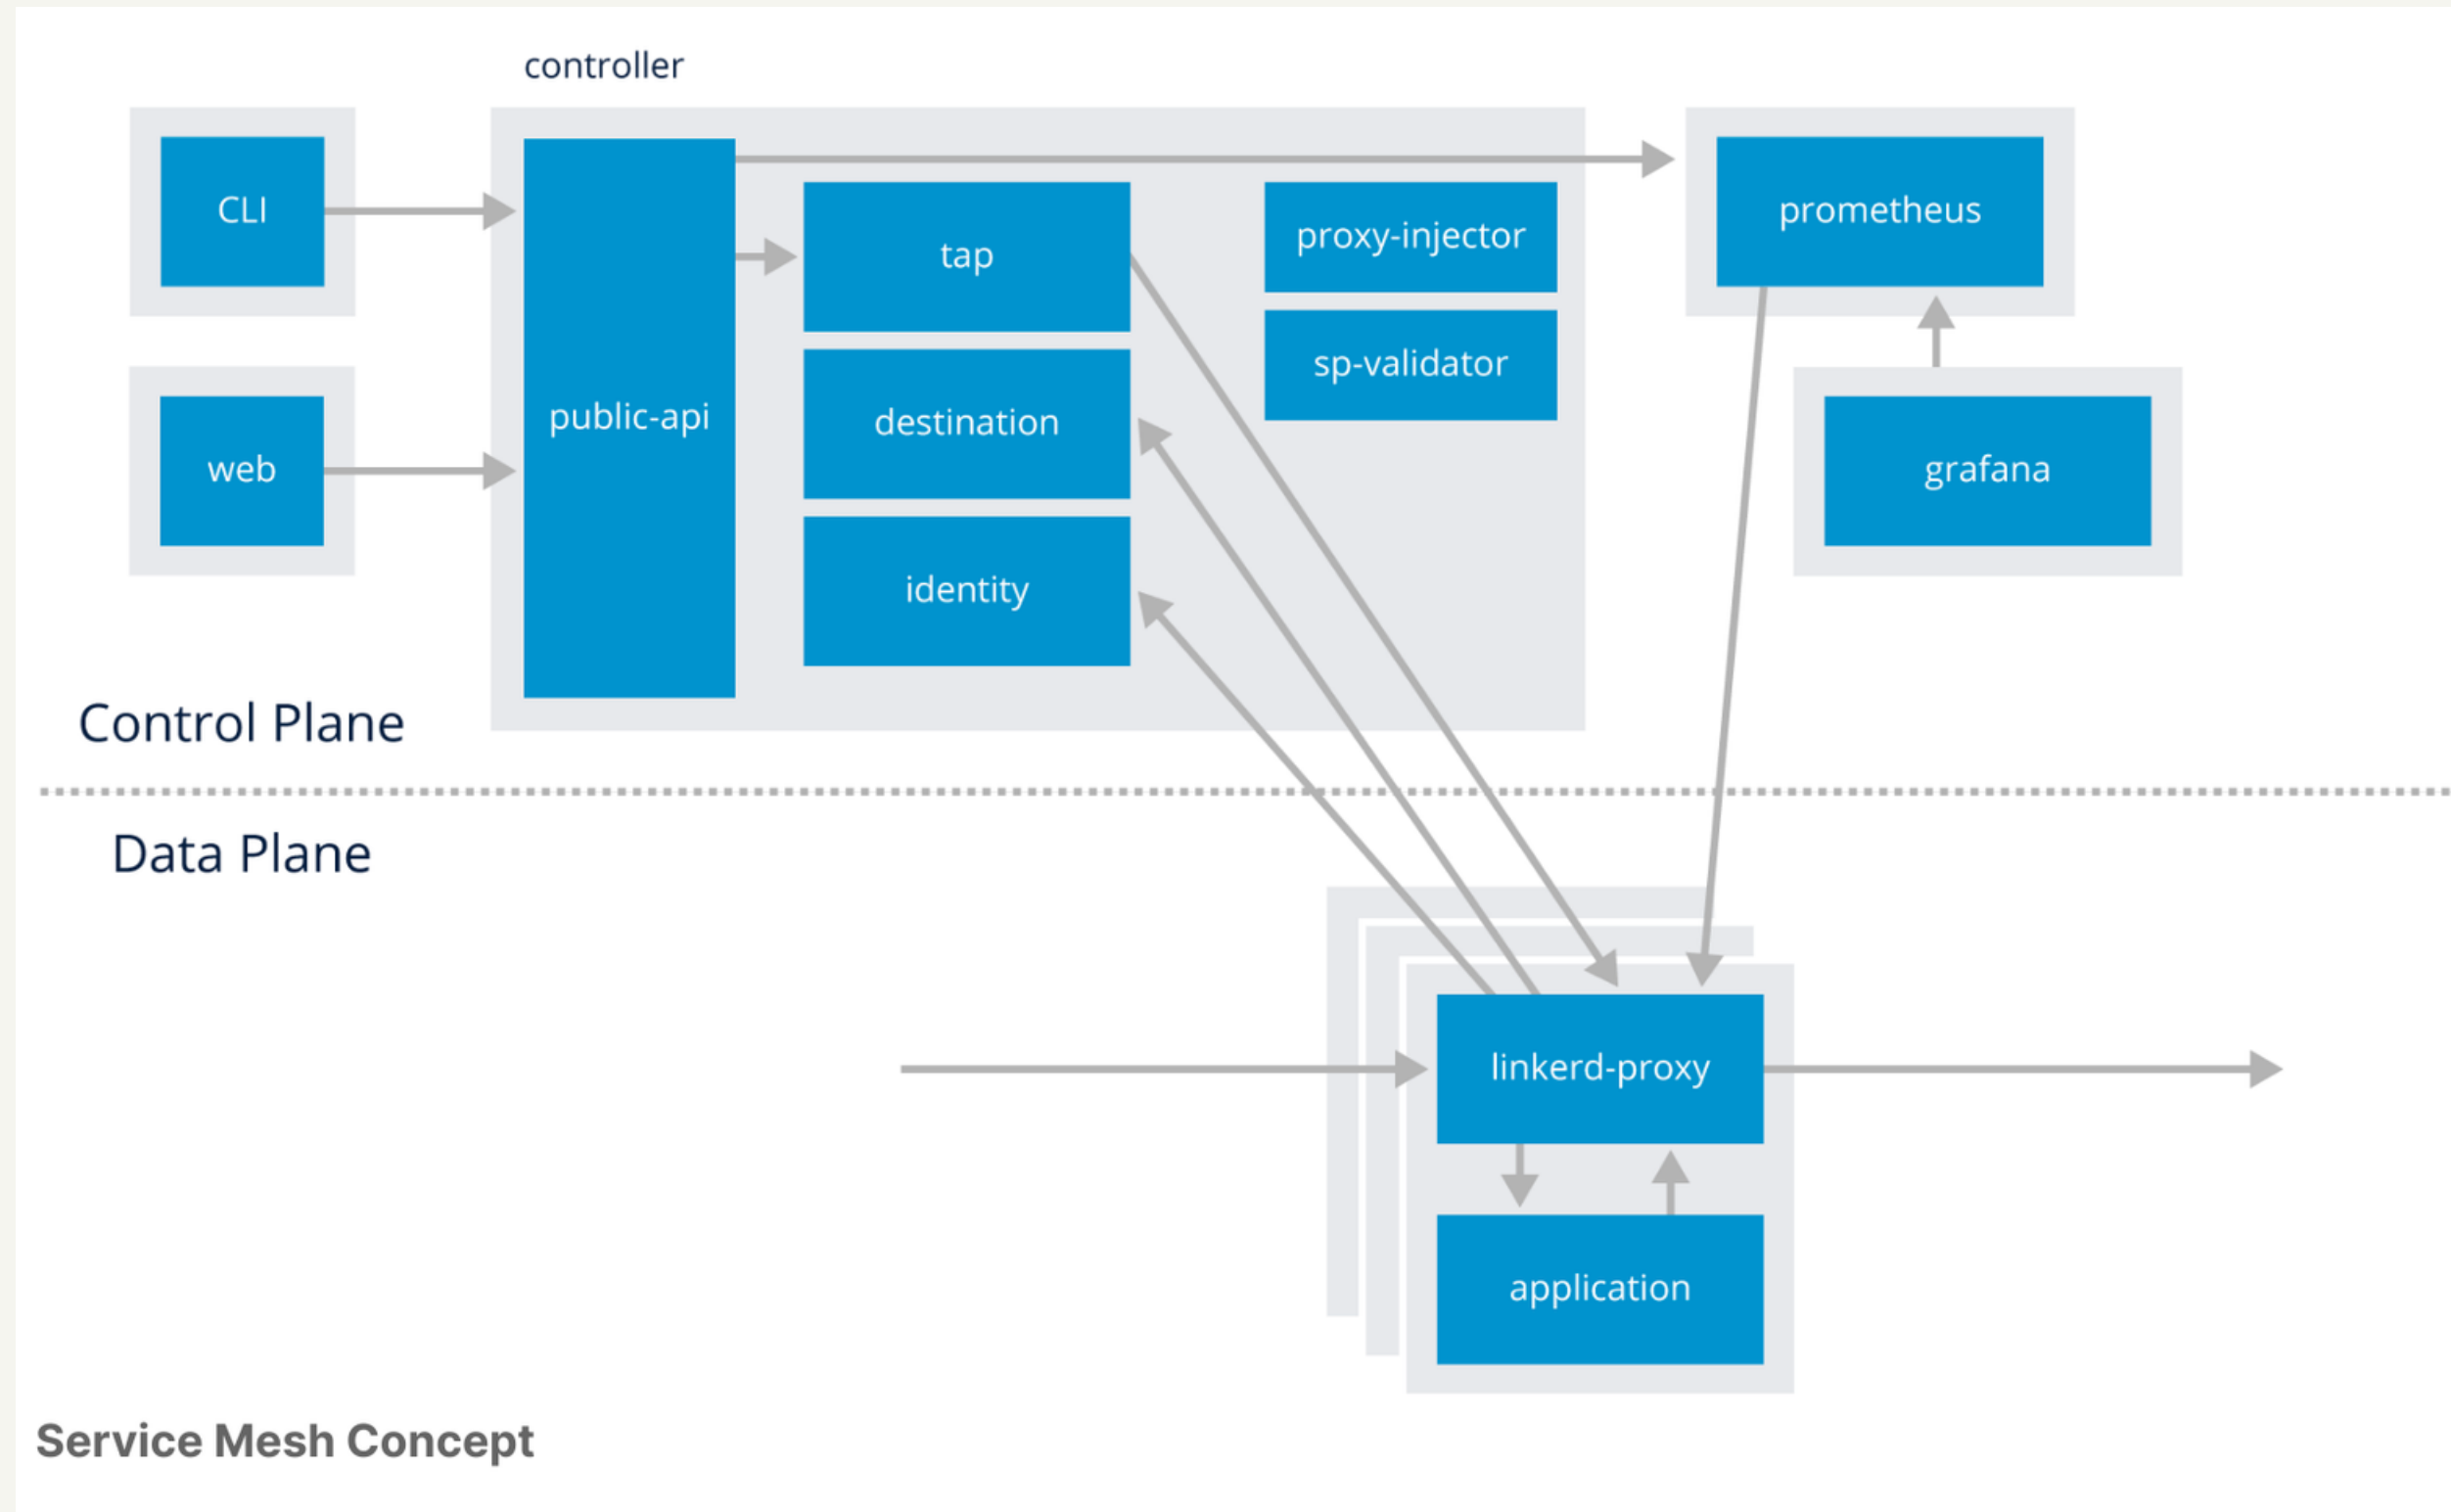 controller
CLI
web
public-api
tap
destination
identity
proxy-injector
sp-validator
prometheus
grafana
Control Plane
Data Plane
linkerd-proxy
application
Service Mesh Concept